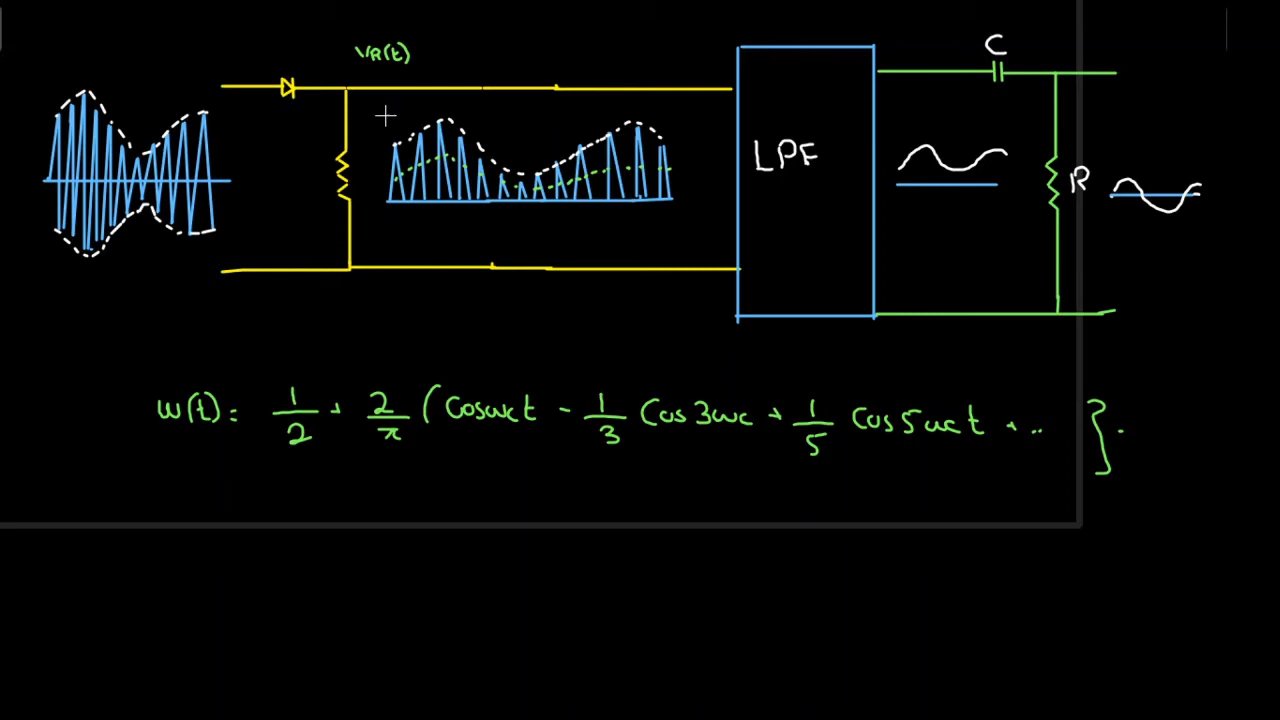 VR(t)
C
LPF
R
w(t) = 1/2 + 2/π ( Cosωct - 1/3 Cos3ωc + 1/5 Cos5ωct + .. } .